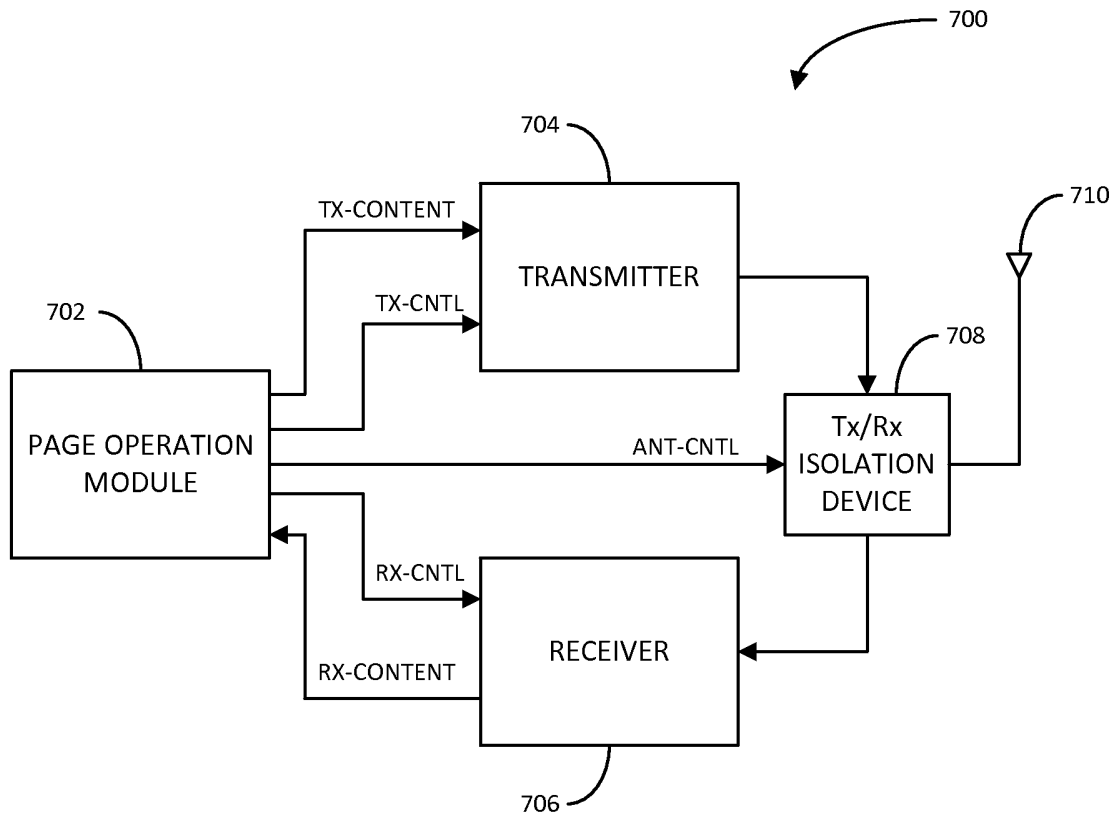 700
704
710
TX-CONTENT
TRANSMITTER
TX-CNTL
702
708
PAGE OPERATION
MODULE
ANT-CNTL
Tx/Rx
ISOLATION
DEVICE
RX-CNTL
RECEIVER
RX-CONTENT
706